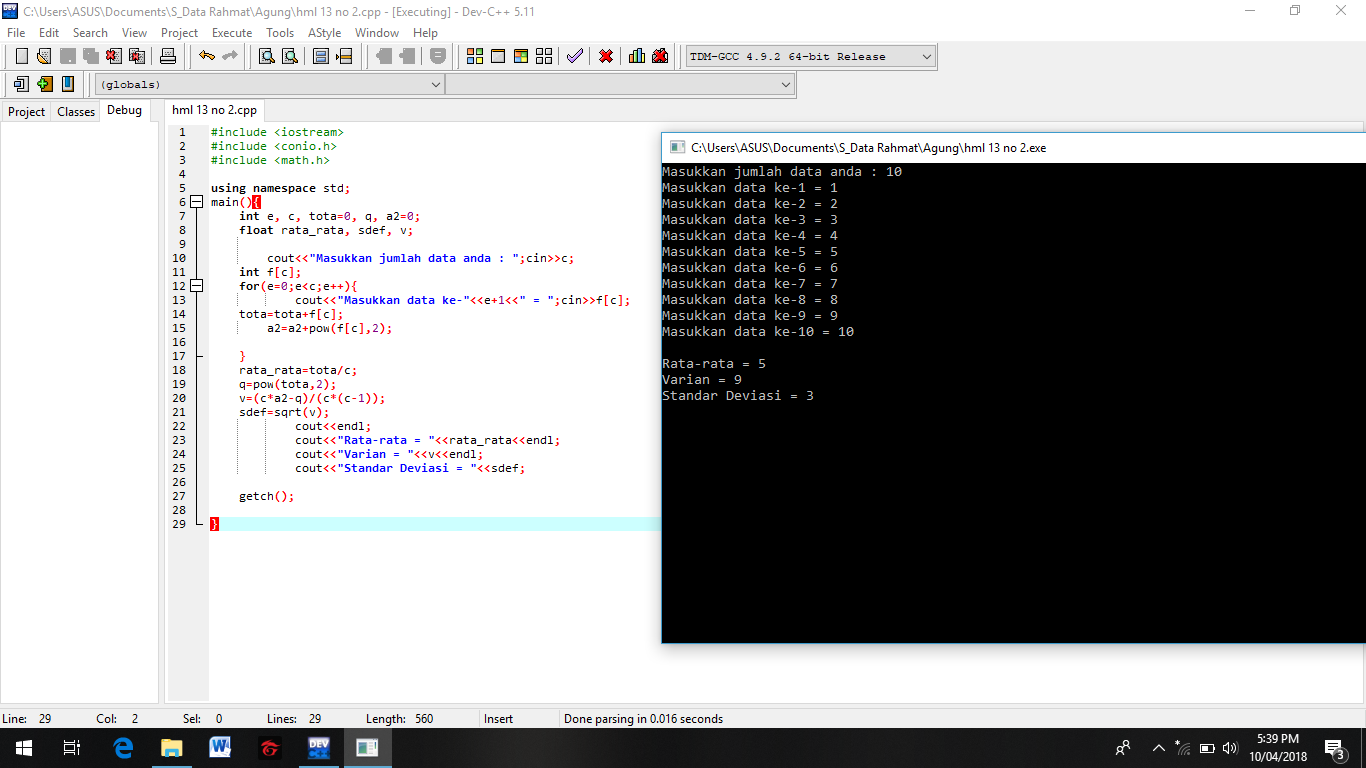 C:\Users\ASUS\Documents\S_Data Rahmat\Agung\hml 13 no 2.cpp - [Executing] - Dev-C++ 5.11
File Edit Search View Project Execute Tools AStyle Window Help
TDM-GCC 4.9.2 64-bit Release
(globals)
Project Classes Debug
hml 13 no 2.cpp
1 #include <iostream>
2 #include <conio.h>
3 #include <math.h>
4
5 using namespace std;
6 main(){
7 int e, c, tota=0, q, a2=0;
8 float rata_rata, sdef, v;
9
10 cout<<"Masukkan jumlah data anda : ";cin>>c;
11 int f[c];
12 for(e=0;e<c;e++){
13 cout<<"Masukkan data ke-"<<e+1<<" = ";cin>>f[c];
14 tota=tota+f[c];
15 a2=a2+pow(f[c],2);
16
17 }
18 rata_rata=tota/c;
19 q=pow(tota,2);
20 v=(c*a2-q)/(c*(c-1));
21 sdef=sqrt(v);
22 cout<<endl;
23 cout<<"Rata-rata = "<<rata_rata<<endl;
24 cout<<"Varian = "<<v<<endl;
25 cout<<"Standar Deviasi = "<<sdef;
26
27 getch();
28
29 }
C:\Users\ASUS\Documents\S_Data Rahmat\Agung\hml 13 no 2.exe
Masukkan jumlah data anda : 10
Masukkan data ke-1 = 1
Masukkan data ke-2 = 2
Masukkan data ke-3 = 3
Masukkan data ke-4 = 4
Masukkan data ke-5 = 5
Masukkan data ke-6 = 6
Masukkan data ke-7 = 7
Masukkan data ke-8 = 8
Masukkan data ke-9 = 9
Masukkan data ke-10 = 10
Rata-rata = 5
Varian = 9
Standar Deviasi = 3
Line: 29 Col: 2 Sel: 0 Lines: 29 Length: 560 Insert Done parsing in 0.016 seconds
DEV
5:39 PM
10/04/2018
3